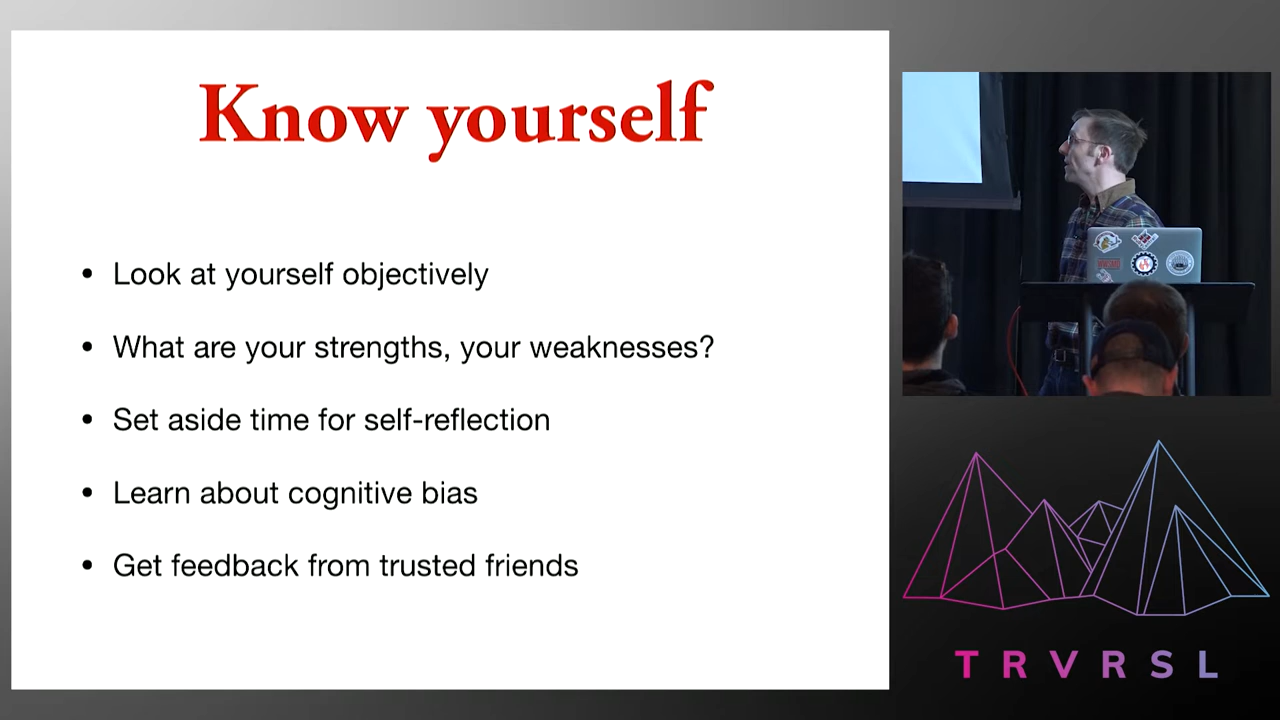 Know yourself
• Look at yourself objectively
• What are your strengths, your weaknesses?
• Set aside time for self-reflection
• Learn about cognitive bias
• Get feedback from trusted friends
TRVRSL